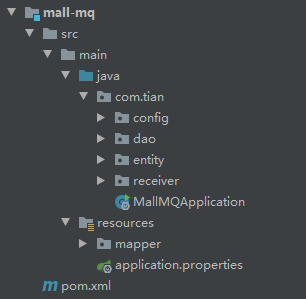 mall-mq
src
main
java
com.tian
config
dao
entity
receiver
MallMQApplication
resources
mapper
application.properties
pom.xml